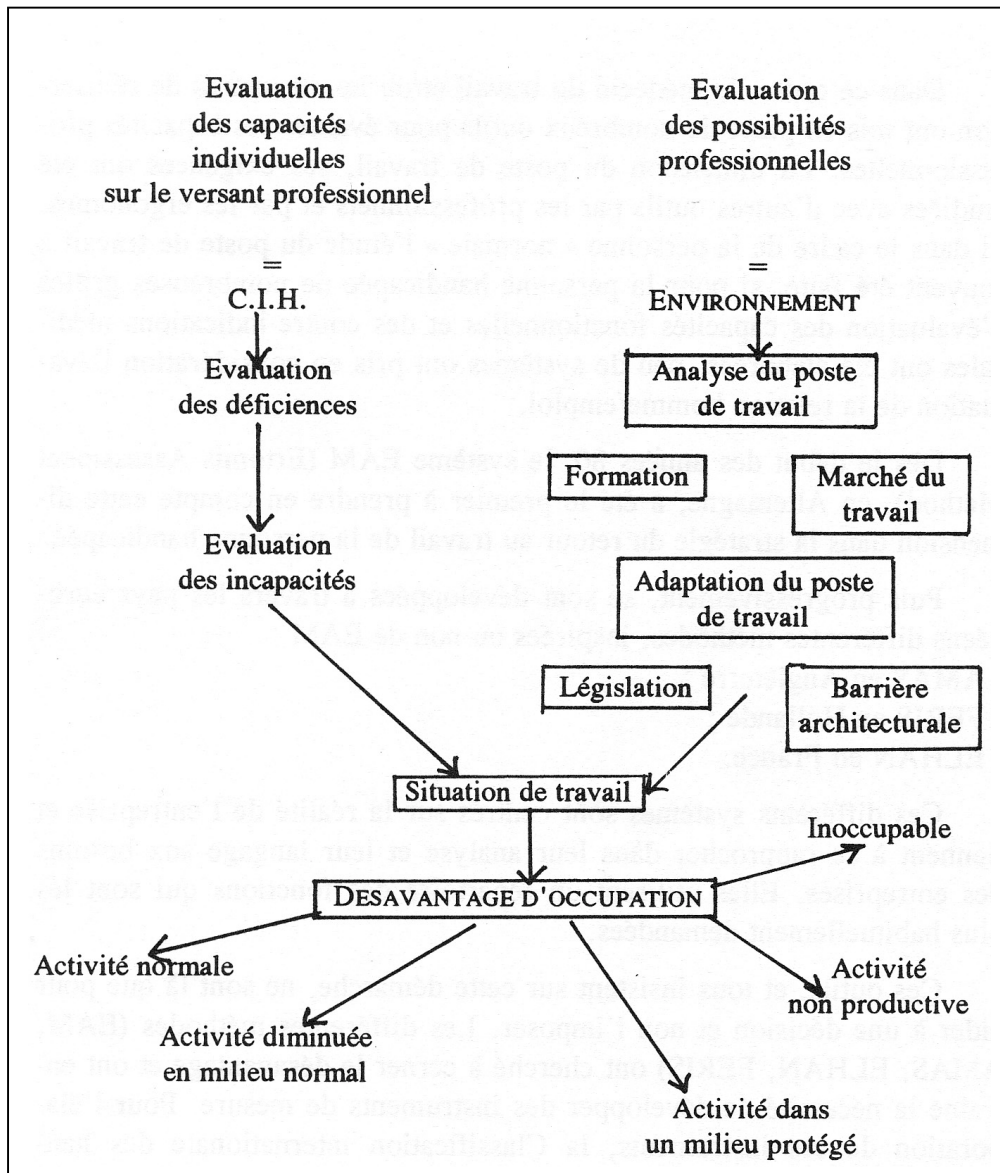 Evaluation
des capacités
individuelles
sur le versant professionnel
=
C.I.H.
Evaluation
des déficiences
Evaluation
des incapacités
Evaluation
des possibilités
professionnelles
=
ENVIRONNEMENT
Analyse du poste
de travail
Formation
Marché du
travail
Adaptation du poste
de travail
Législation
Barrière
architecturale
Situation de travail
DESAVANTAGE D'OCCUPATION
Inoccupable
Activité normale
Activité
non productive
Activité diminuée
en milieu normal
Activité dans
un milieu protégé